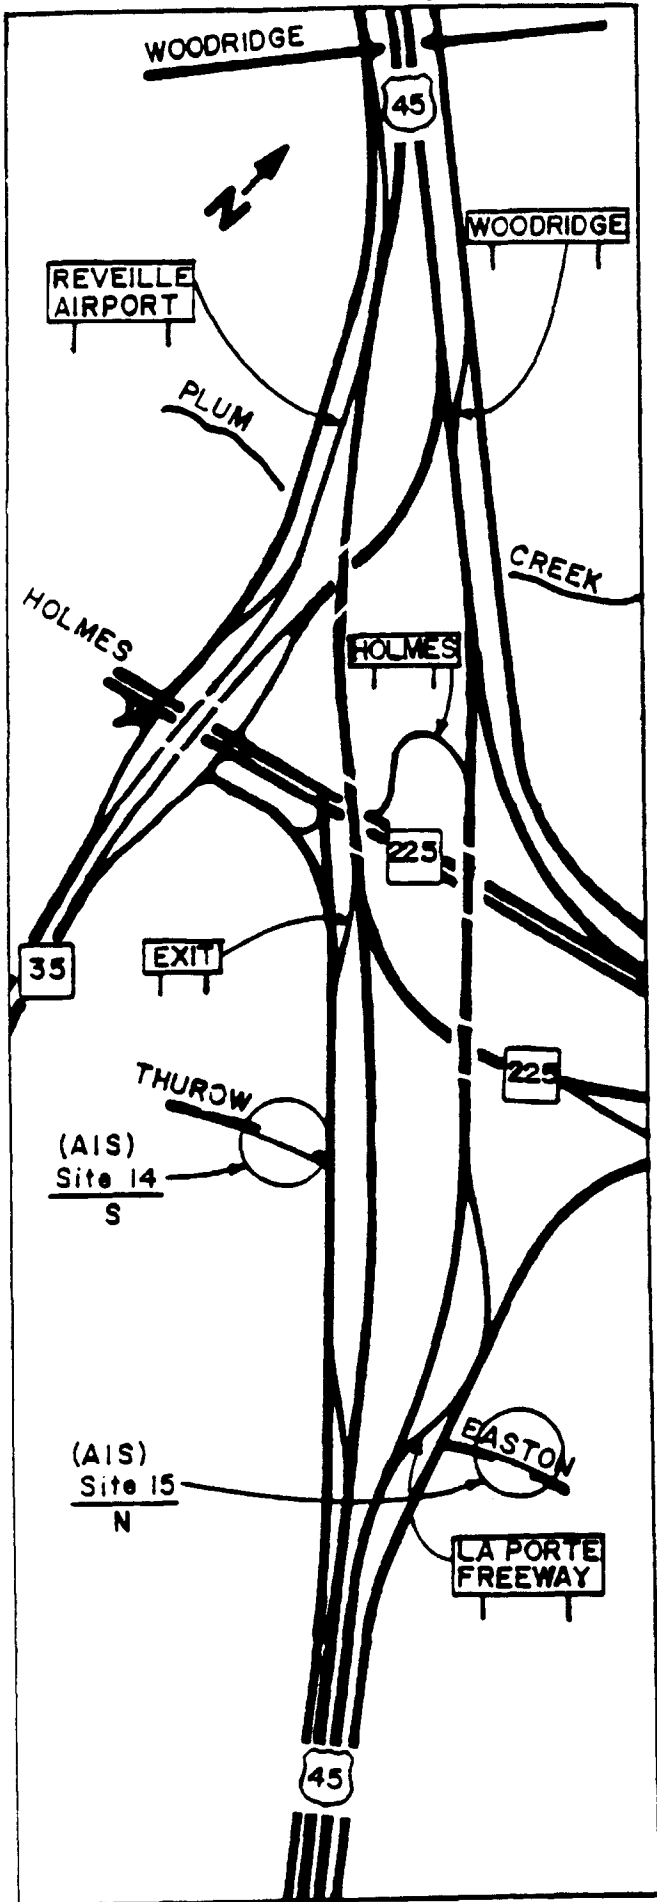 WOODRIDGE
45
N
WOODRIDGE
REVEILLE
AIRPORT
PLUM
CREEK
HOLMES
HOLMES
225
EXIT
35
225
THUROW
(AIS)
Site 14
S
EASTON
(AIS)
Site 15
N
LA PORTE
FREEWAY
45